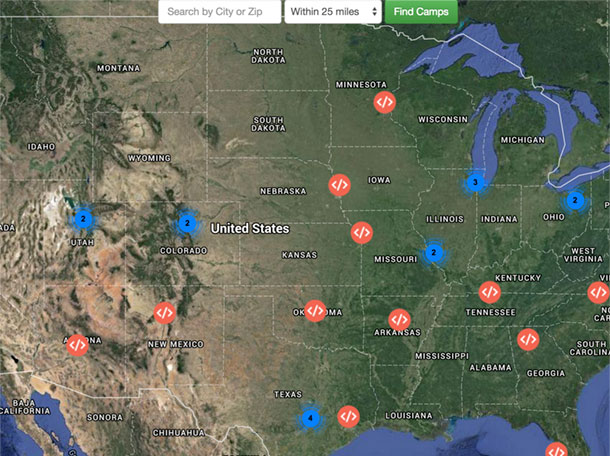 Search by City or Zip
Within 25 miles
Find Camps
NORTH
DAKOTA
MONTANA
MINNESOTA
</>
SOUTH
DAKOTA
WISCONSIN
MICHIGAN
IDAHO
WYOMING
IOWA
</>
NEBRASKA
3
2
2
2
United States
ILLINOIS
INDIANA
OHIO
UTAH
COLORADO
</>
KANSAS
MISSOURI
2
WEST
VIRGINIA
KENTUCKY
</>
</>
</>
OK
OMA
</>
TENNESSEE
</>
ARKANSAS
NEW MEXICO
</>
</>
SOUTH
CAROLINA
MISSISSIPPI
ALABAMA
GEORGIA
TEXAS
4
</>
LOUISIANA
BAJA
CALIFORNIA
SONORA
CHIHUAHUA
</>